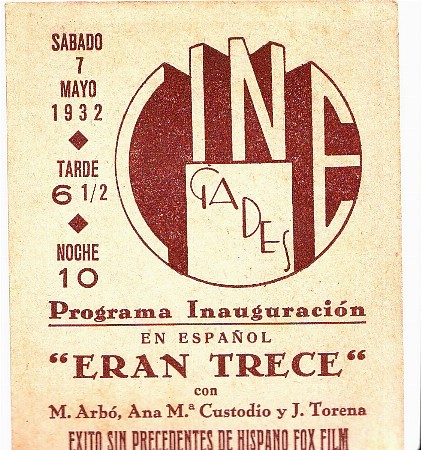 SABADO
7
MAYO
1932
TARDE
6 1/2
NOCHE
10
CINE
GADES
Programa Inauguración
EN ESPAÑOL
"ERAN TRECE"
con
M. Arbó, Ana M.ª Custodio y J. Torena
EXITO SIN PRECEDENTES DE HISPANO FOX FILM